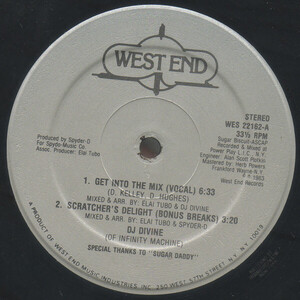 WEST END
Produced by Spyder-D
For Spyde-Music Co.
Assoc. Producer: Elai Tubo
STEREO
WES 22162-A
33⅓ RPM
Sugar Biscuit-ASCAP
Recorded & Mixed at
Power Play L.I.C. N.Y.
Engineer: Alan Scott Plotkin
Mastered by: Herb Powers
Frankford Wayne N.Y.
℗ © 1983
West End Records
1. GET INTO THE MIX (VOCAL) 6:33
(D. KELLEY, D. HUGHES)
MIXED & ARR. BY: ELAI TUBO & DJ DIVINE
2. SCRATCHER'S DELIGHT (BONUS BREAKS) 3:20
MIXED & ARR. BY: ELAI TUBO & SPYDER-D
DJ DIVINE
(OF INFINITY MACHINE)
SPECIAL THANKS TO "SUGAR DADDY"
A PRODUCT OF WEST END MUSIC INDUSTRIES INC. 250 WEST 57TH STREET, N.Y. 10019